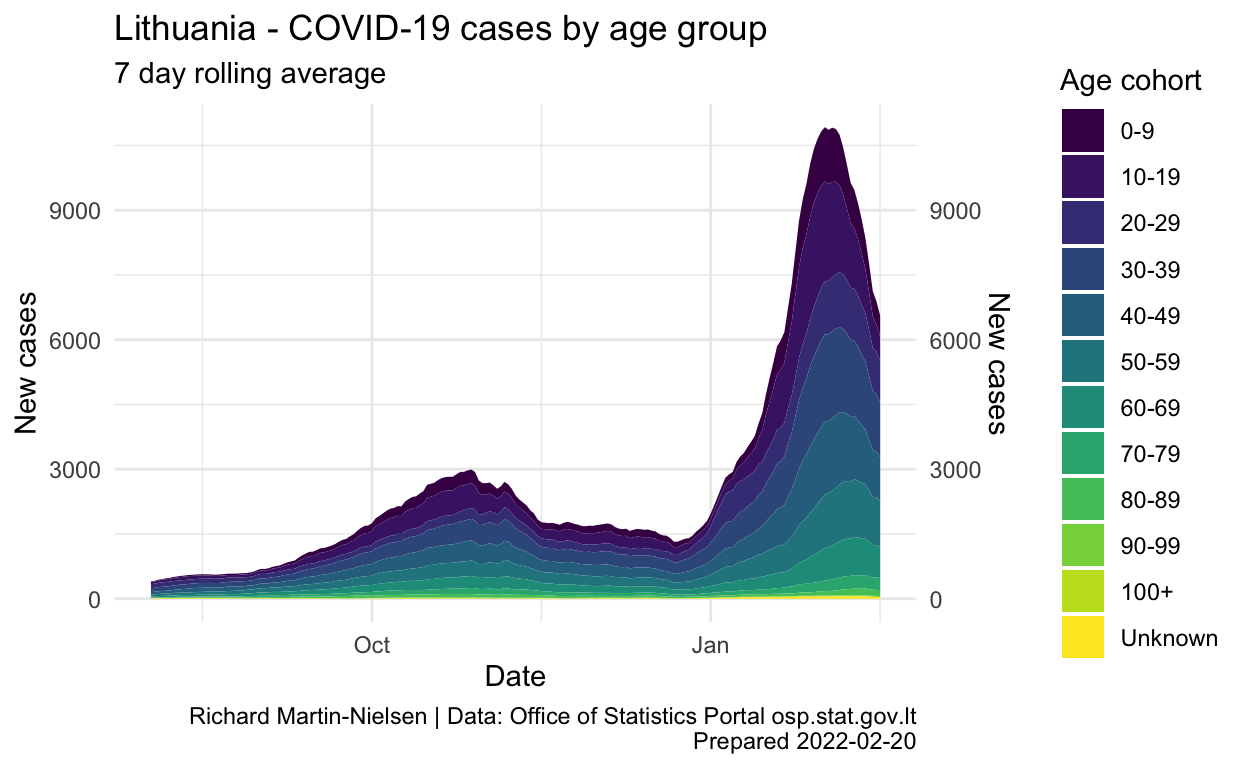 Lithuania - COVID-19 cases by age group
7 day rolling average
Age cohort
0-9
10-19
20-29
30-39
40-49
50-59
60-69
70-79
80-89
90-99
100+
Unknown
New cases
9000
6000
3000
0
9000
6000
3000
0
New cases
Oct
Jan
Date
Richard Martin-Nielsen | Data: Office of Statistics Portal osp.stat.gov.lt
Prepared 2022-02-20